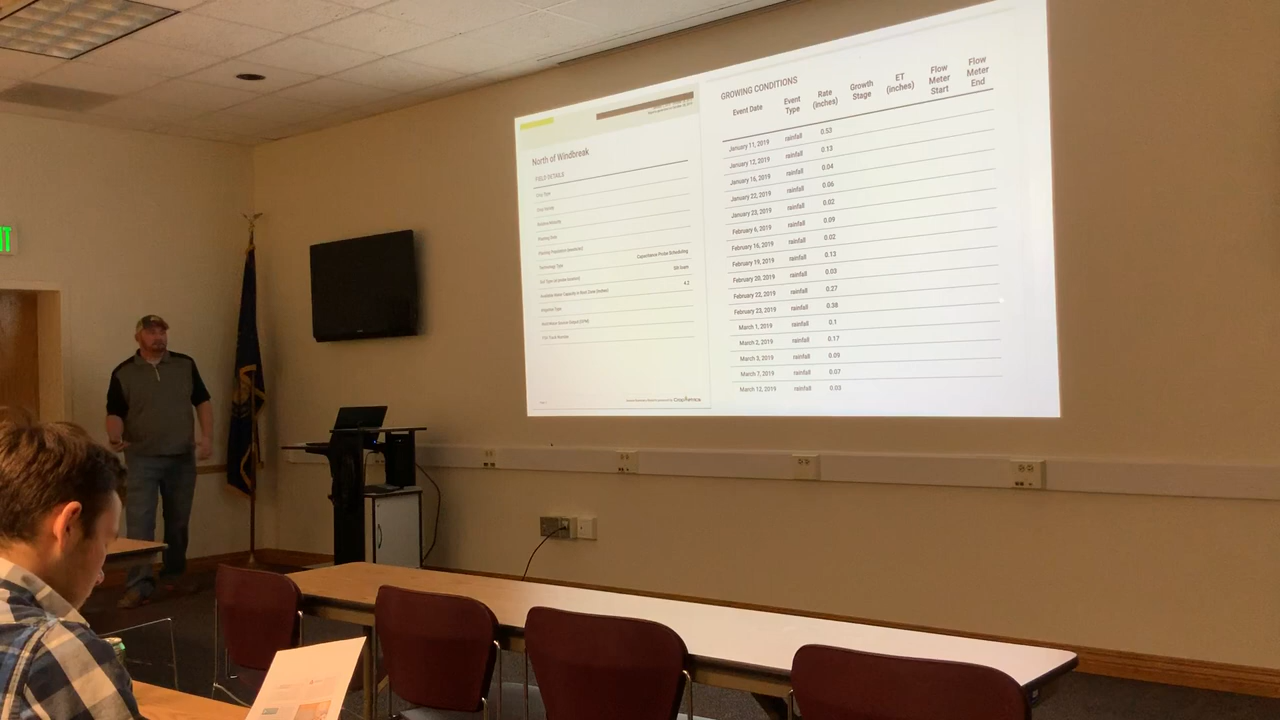 North of Windbreak
FIELD DETAILS
Technology Type Capacitance Probe Scheduling
Silt loam
4.2
GROWING CONDITIONS
Event Date Event Type Rate (inches) Growth Stage ET (inches) Flow Meter Start Flow Meter End
January 11, 2019 rainfall 0.53
January 12, 2019 rainfall 0.13
January 16, 2019 rainfall 0.04
January 22, 2019 rainfall 0.06
January 23, 2019 rainfall 0.02
February 6, 2019 rainfall 0.09
February 16, 2019 rainfall 0.02
February 19, 2019 rainfall 0.13
February 20, 2019 rainfall 0.03
February 22, 2019 rainfall 0.27
February 23, 2019 rainfall 0.38
March 1, 2019 rainfall 0.1
March 2, 2019 rainfall 0.17
March 3, 2019 rainfall 0.09
March 7, 2019 rainfall 0.07
March 12, 2019 rainfall 0.03